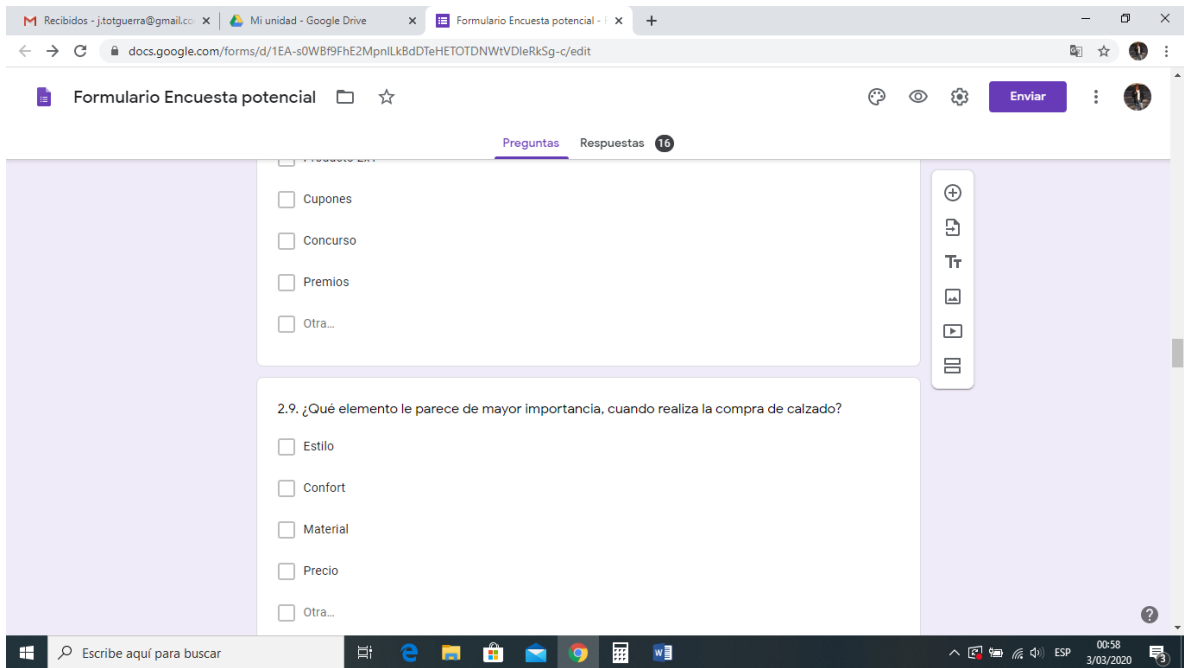 Recibidos - j.totguerra@gmail.co
Mi unidad - Google Drive
Formulario Encuesta potencial -
docs.google.com/forms/d/1EA-s0WBf9FhE2MpnlLkBdDTeHETOTDNWtVDIeRkSg-c/edit
Formulario Encuesta potencial
Enviar
Preguntas Respuestas 16
Cupones
Concurso
Premios
Otra...
2.9. ¿Qué elemento le parece de mayor importancia, cuando realiza la compra de calzado?
Estilo
Confort
Material
Precio
Otra...
Escribe aquí para buscar
ESP
00:58
3/03/2020
3